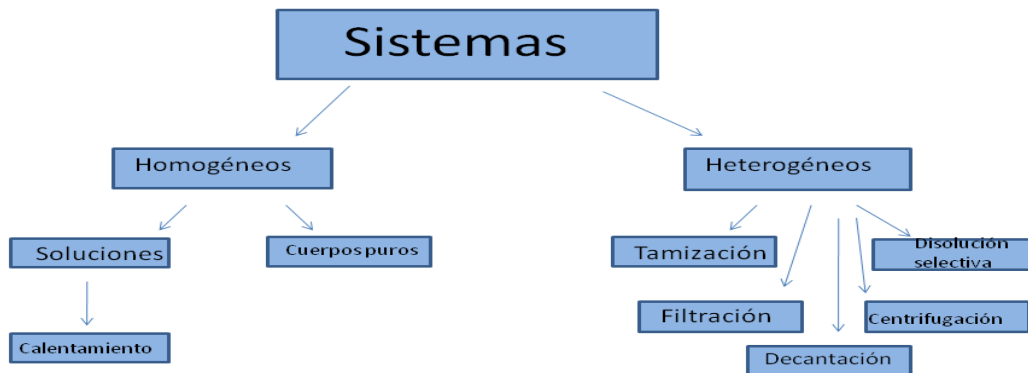 Sistemas
Homogéneos
Heterogéneos
Soluciones
Cuerpos puros
Tamización
Disolución
selectiva
Filtración
Centrifugación
Calentamiento
Decantación